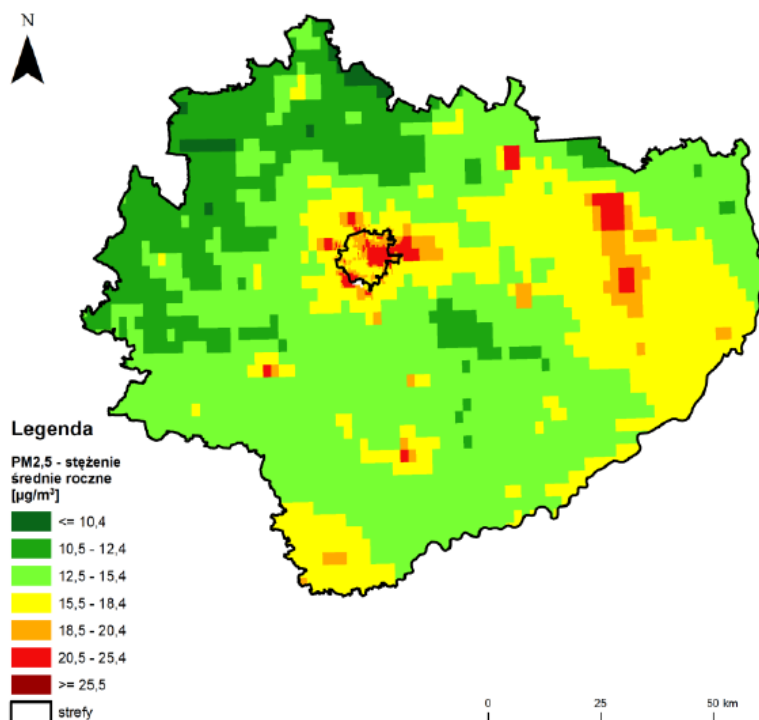 N
Legenda
PM2,5 - stężenie
średnie roczne
[µg/m³]
<= 10,4
10,5 - 12,4
12,5 - 15,4
15,5 - 18,4
18,5 - 20,4
20,5 - 25,4
>= 25,5
strefy
0 25 50 km